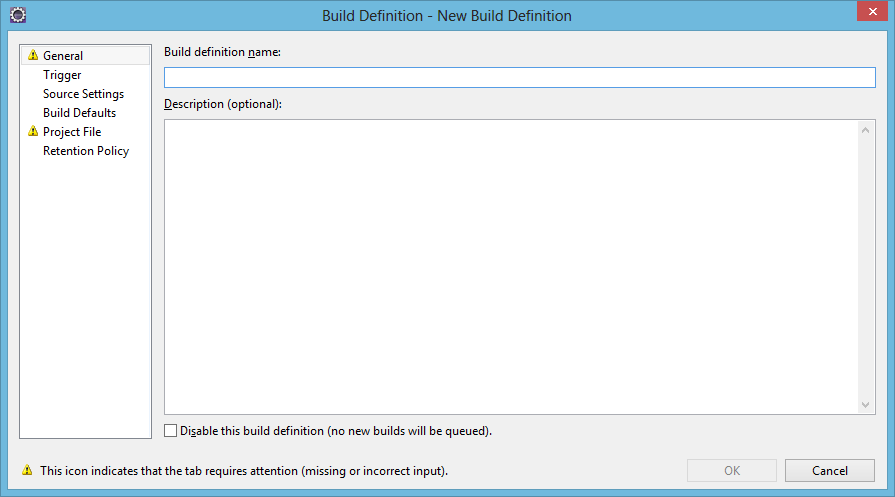 Build Definition - New Build Definition
General
Trigger
Source Settings
Build Defaults
Project File
Retention Policy
Build definition name:
Description (optional):
Disable this build definition (no new builds will be queued).
This icon indicates that the tab requires attention (missing or incorrect input).
OK
Cancel